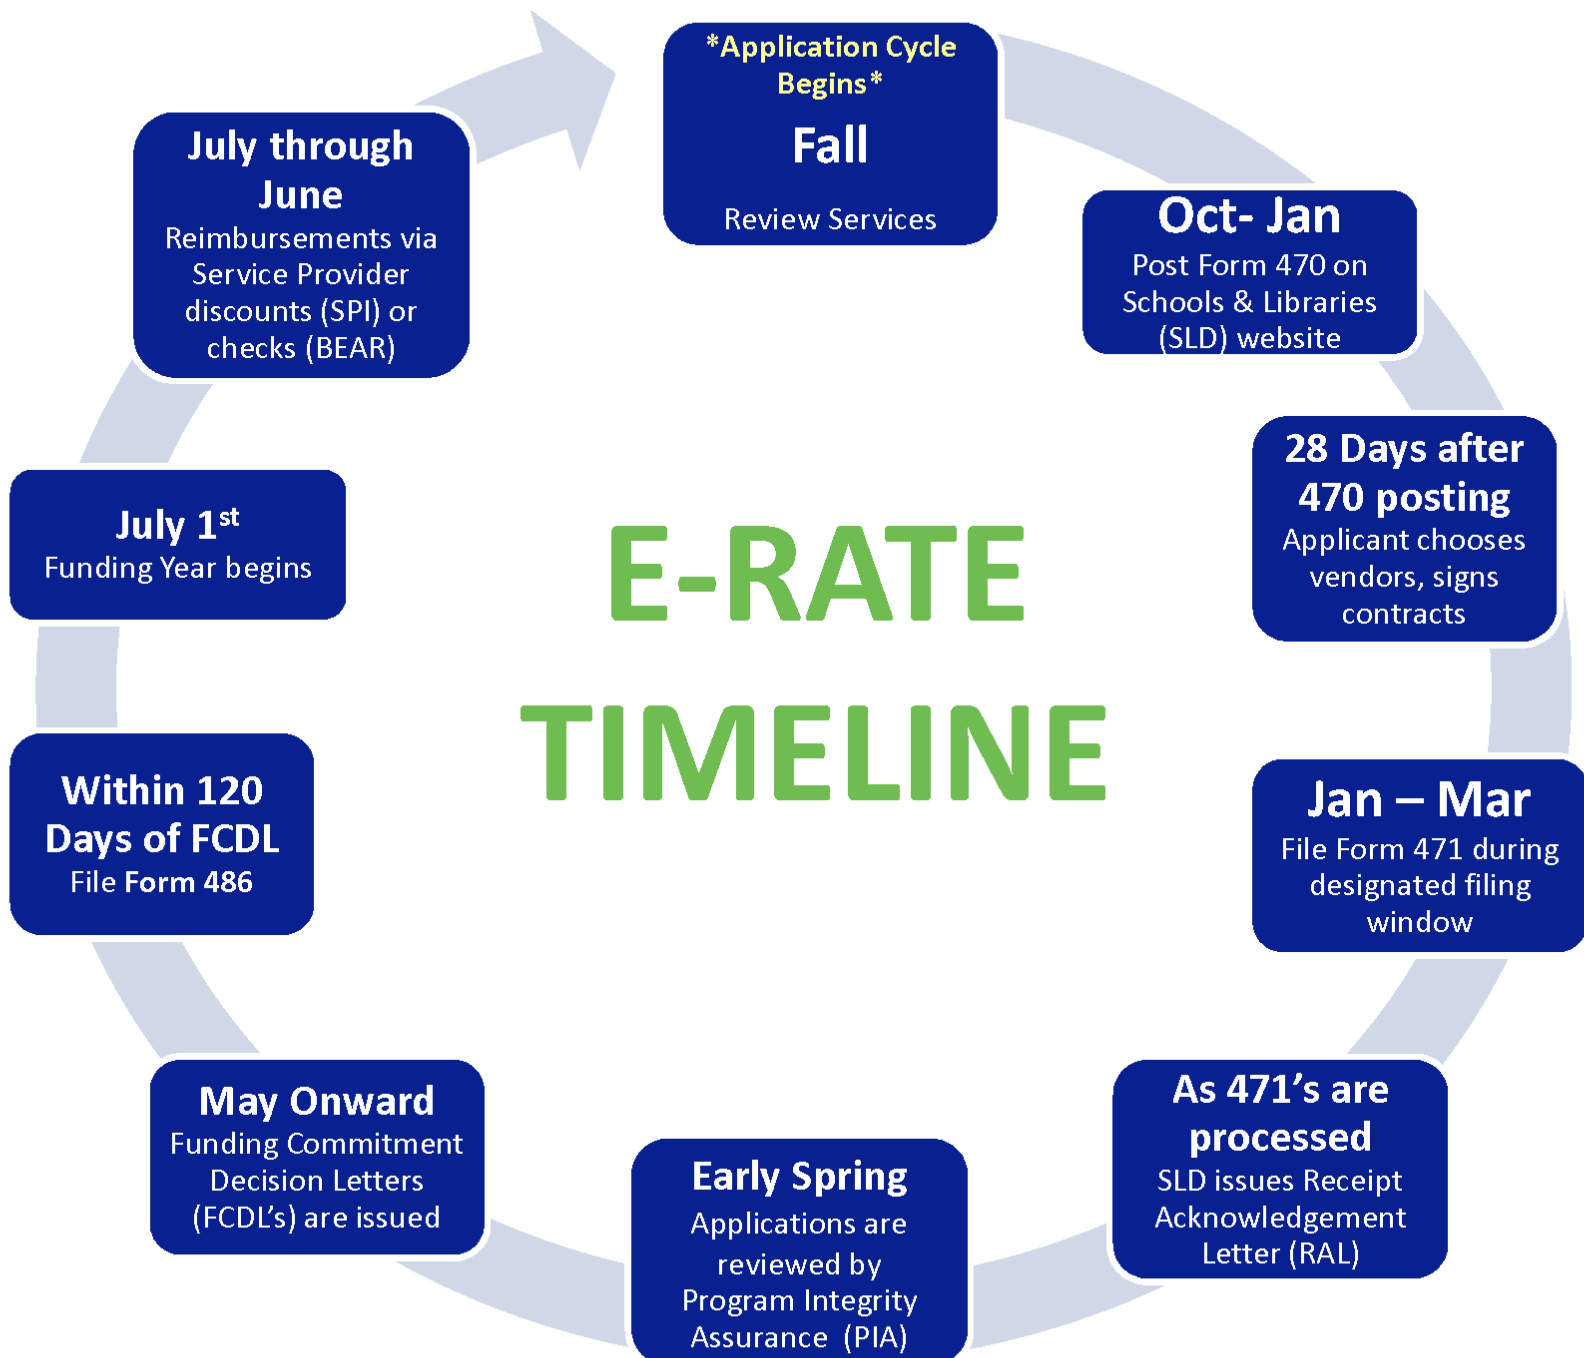 *Application Cycle
Begins*
Fall
Review Services
Oct- Jan
Post Form 470 on
Schools & Libraries
(SLD) website
28 Days after
470 posting
Applicant chooses
vendors, signs
contracts
Jan – Mar
File Form 471 during
designated filing
window
As 471's are
processed
SLD issues Receipt
Acknowledgement
Letter (RAL)
Early Spring
Applications are
reviewed by
Program Integrity
Assurance (PIA)
May Onward
Funding Commitment
Decision Letters
(FCDL's) are issued
Within 120
Days of FCDL
File Form 486
July 1st
Funding Year begins
July through
June
Reimbursements via
Service Provider
discounts (SPI) or
checks (BEAR)
E-RATE
TIMELINE